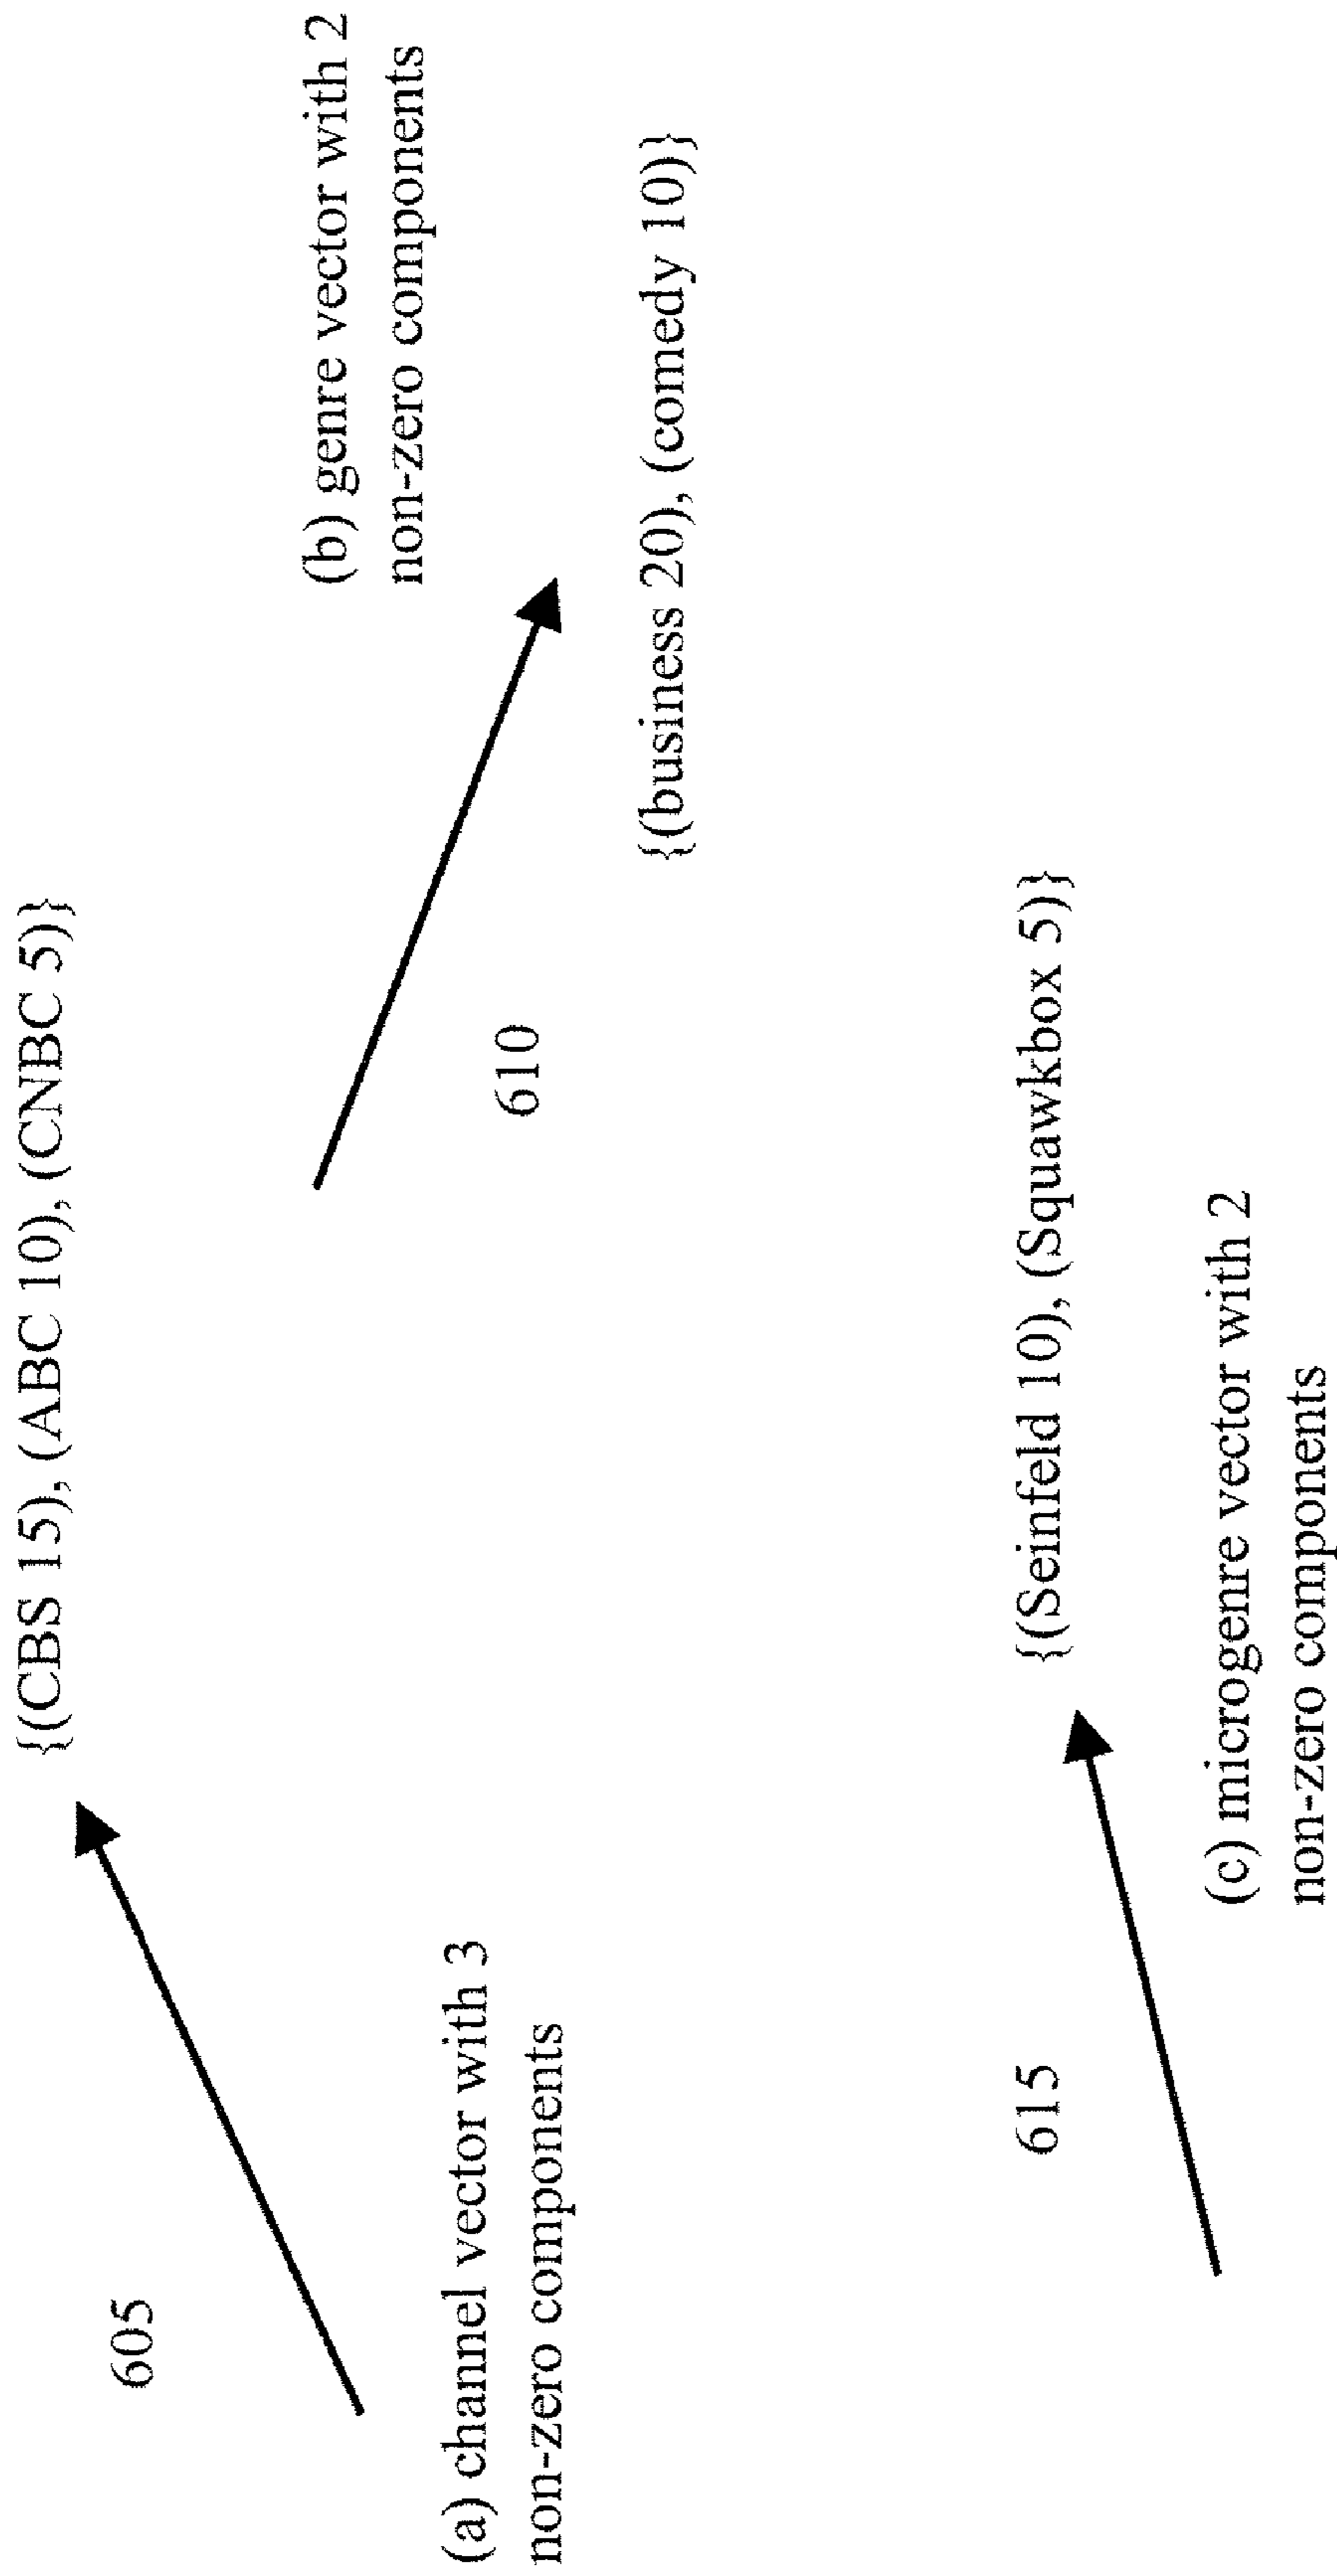 {(CBS 15), (ABC 10), (CNBC 5)}
605
(a) channel vector with 3
non-zero components
(b) genre vector with 2
non-zero components
610
{(business 20), (comedy 10)}
615
{(Seinfeld 10), (Squawkbox 5)}
(c) microgenre vector with 2
non-zero components